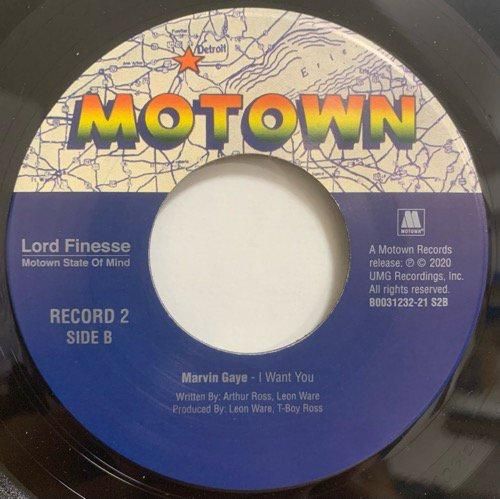 Detroit
Erie
MOTOWN
Lord Finesse
Motown State Of Mind
RECORD 2
SIDE B
M
MOTOWN
A Motown Records
release: ℗ © 2020
UMG Recordings, Inc.
All rights reserved.
B0031232-21 S2B
Marvin Gaye - I Want You
Written By: Arthur Ross, Leon Ware
Produced By: Leon Ware, T-Boy Ross